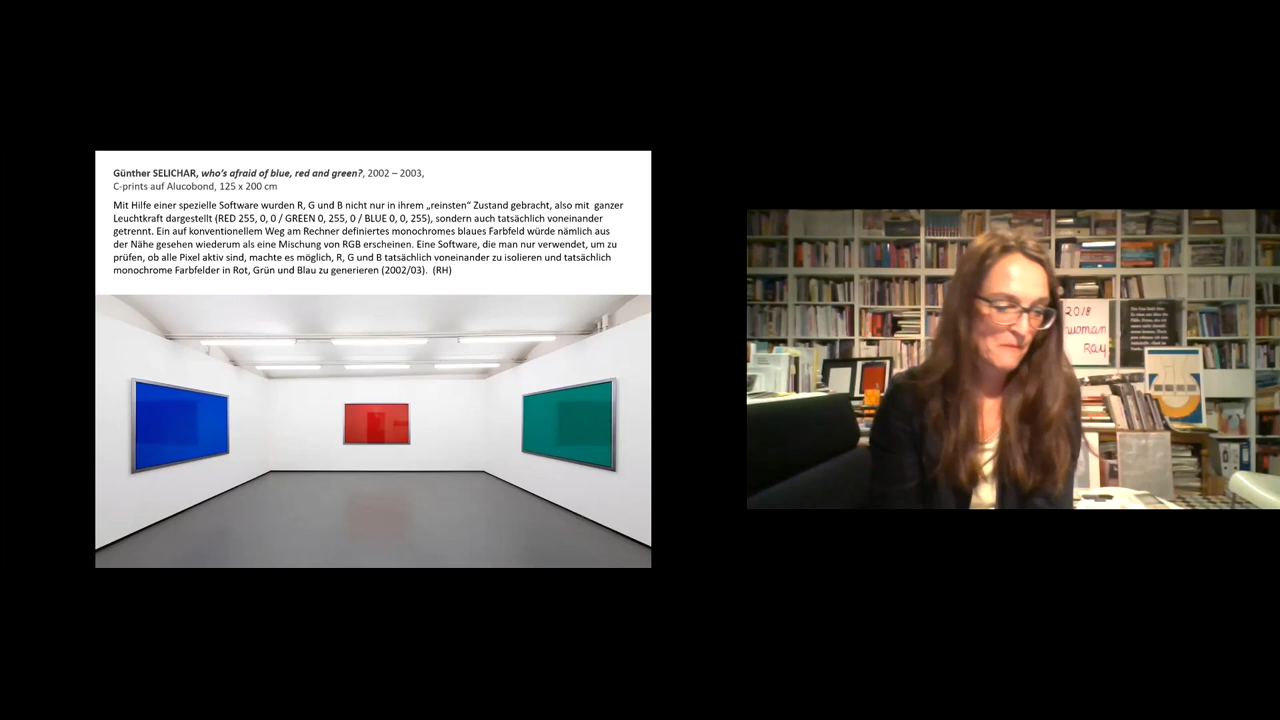 Günther SELICHAR, who's afraid of blue, red and green?, 2002 – 2003,
C-prints auf Alucobond, 125 x 200 cm
Mit Hilfe einer spezielle Software wurden R, G und B nicht nur in ihrem „reinsten“ Zustand gebracht, also mit ganzer
Leuchtkraft dargestellt (RED 255, 0, 0 / GREEN 0, 255, 0 / BLUE 0, 0, 255), sondern auch tatsächlich voneinander
getrennt. Ein auf konventionellem Weg am Rechner definiertes monochromes blaues Farbfeld würde nämlich aus
der Nähe gesehen wiederum als eine Mischung von RGB erscheinen. Eine Software, die man nur verwendet, um zu
prüfen, ob alle Pixel aktiv sind, machte es möglich, R, G und B tatsächlich voneinander zu isolieren und tatsächlich
monochrome Farbfelder in Rot, Grün und Blau zu generieren (2002/03). (RH)
2018
woman
Ray